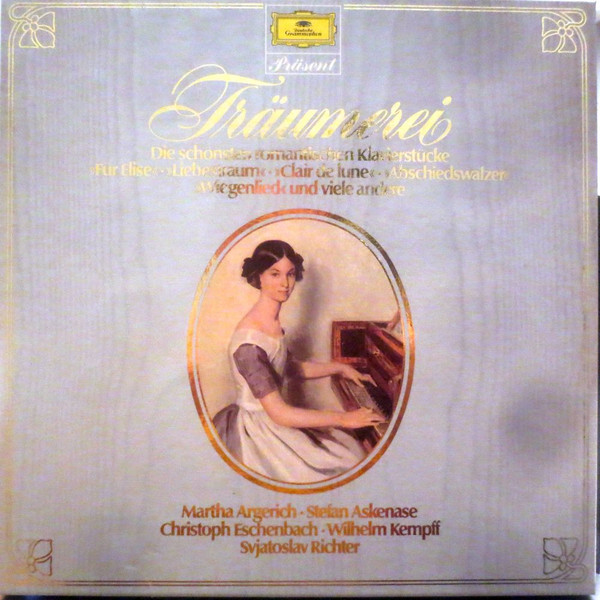 Deutsche
Grammophon
Präsent
Träumerei
Die schönsten romantischen Klavierstücke
»Für Elise« · »Liebestraum« · »Clair de lune« · »Abschiedswalzer«
»Wiegenlied« und viele andere
Martha Argerich · Stefan Askenase
Christoph Eschenbach · Wilhelm Kempff
Svjatoslav Richter